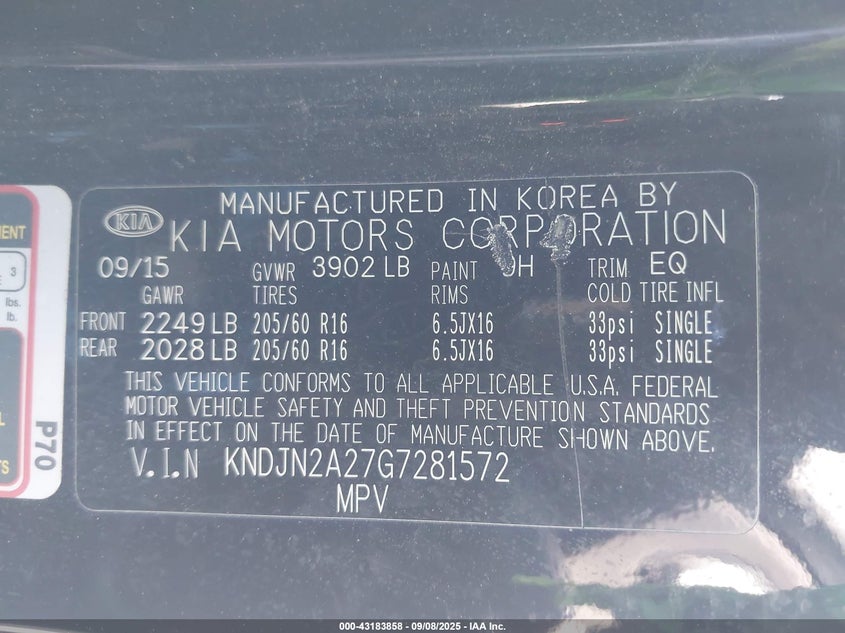 MANUFACTURED IN KOREA BY
KIA KIA MOTORS CORPORATION
09/15 GVWR 3902 LB PAINT TRIM EQ
GAWR TIRES RIMS COLD TIRE INFL
FRONT 2249 LB 205/60 R16 6.5JX16 33psi SINGLE
REAR 2028 LB 205/60 R16 6.5JX16 33psi SINGLE
THIS VEHICLE CONFORMS TO ALL APPLICABLE U.S.A. FEDERAL
MOTOR VEHICLE SAFETY AND THEFT PREVENTION STANDARDS
IN EFFECT ON THE DATE OF MANUFACTURE SHOWN ABOVE.
V.I.N KNDJN2A27G7281572
MPV
3
lbs.
lb.
P70
000-43183858 - 09/08/2025 - IAA Inc.